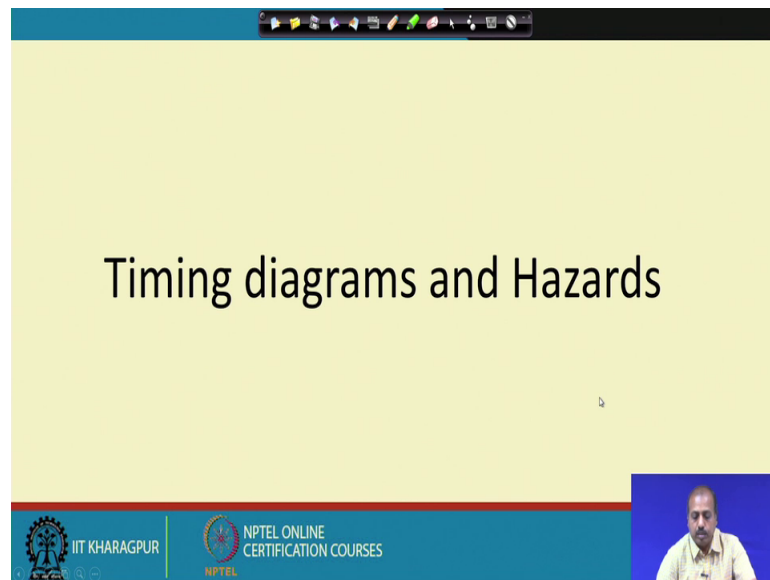 Timing diagrams and Hazards
IIT KHARAGPUR
NPTEL ONLINE
CERTIFICATION COURSES
NPTEL